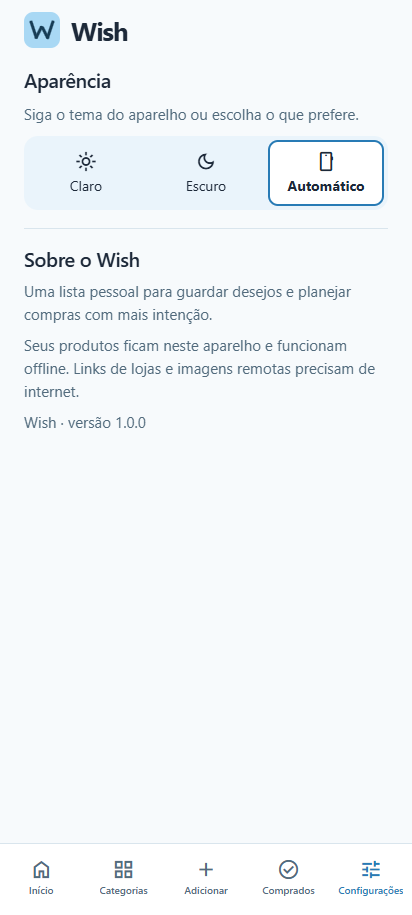 W Wish
Aparência
Siga o tema do aparelho ou escolha o que prefere.
Claro Escuro Automático
Sobre o Wish
Uma lista pessoal para guardar desejos e planejar
compras com mais intenção.
Seus produtos ficam neste aparelho e funcionam
offline. Links de lojas e imagens remotas precisam de
internet.
Wish · versão 1.0.0
Início Categorias Adicionar Comprados Configurações